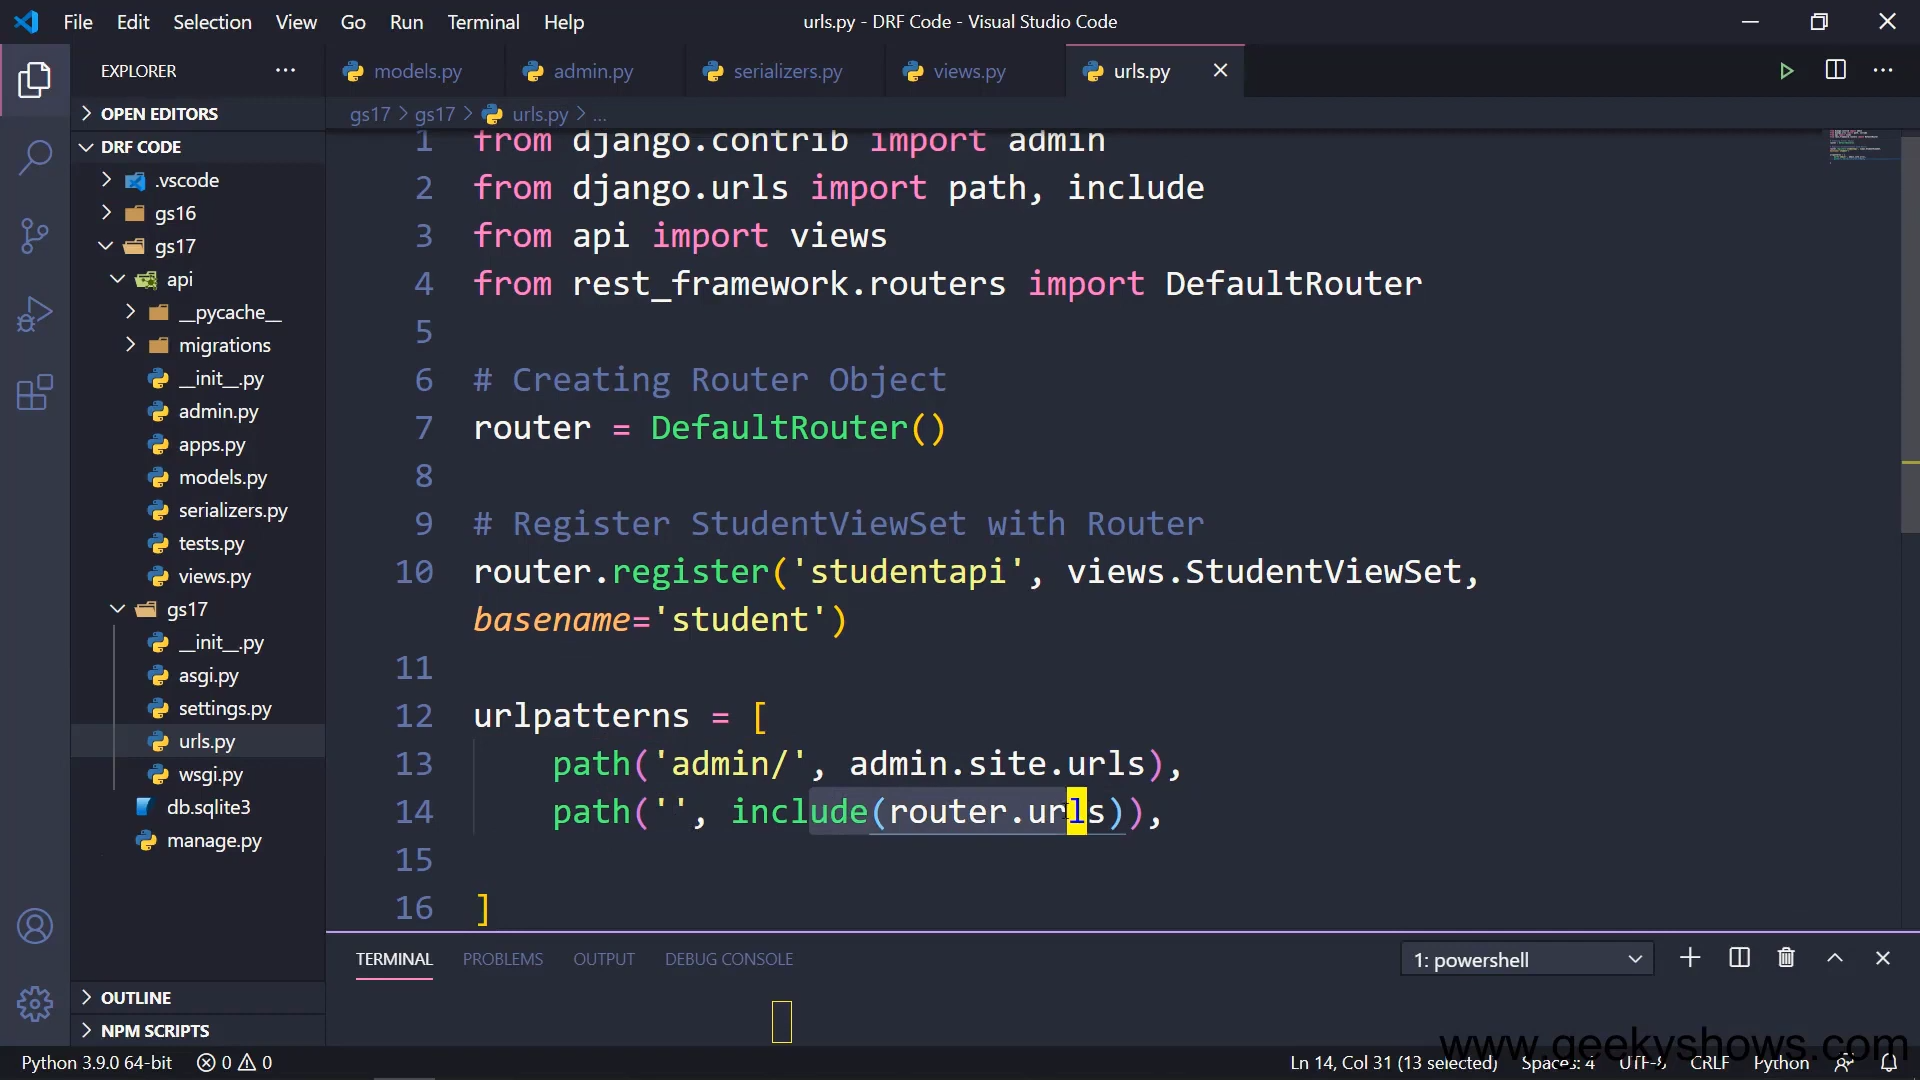 File Edit Selection View Go Run Terminal Help
urls.py - DRF Code - Visual Studio Code
EXPLORER
models.py admin.py serializers.py views.py urls.py
gs17 > gs17 > urls.py > ...
OPEN EDITORS
DRF CODE
.vscode
gs16
gs17
api
__pycache__
migrations
__init__.py
admin.py
apps.py
models.py
serializers.py
tests.py
views.py
gs17
__init__.py
asgi.py
settings.py
urls.py
wsgi.py
db.sqlite3
manage.py
OUTLINE
NPM SCRIPTS
1 from django.contrib import admin
2 from django.urls import path, include
3 from api import views
4 from rest_framework.routers import DefaultRouter
5
6 # Creating Router Object
7 router = DefaultRouter()
8
9 # Register StudentViewSet with Router
10 router.register('studentapi', views.StudentViewSet,
basename='student')
11
12 urlpatterns = [
13 path('admin/', admin.site.urls),
14 path('', include(router.urls)),
15
16 ]
TERMINAL PROBLEMS OUTPUT DEBUG CONSOLE
1: powershell
www.geekyshows.com
Python 3.9.0 64-bit 0 0
Ln 14, Col 31 (13 selected) Spaces: 4 UTF-8 CRLF Python